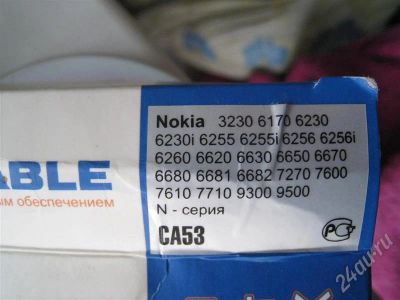 Nokia 3230 6170 6230
6230i 6255 6255i 6256 6256i
6260 6620 6630 6650 6670
6680 6681 6682 7270 7600
7610 7710 9300 9500
N - серия
CA53
ABLE
ым обеспечением
24au.ru